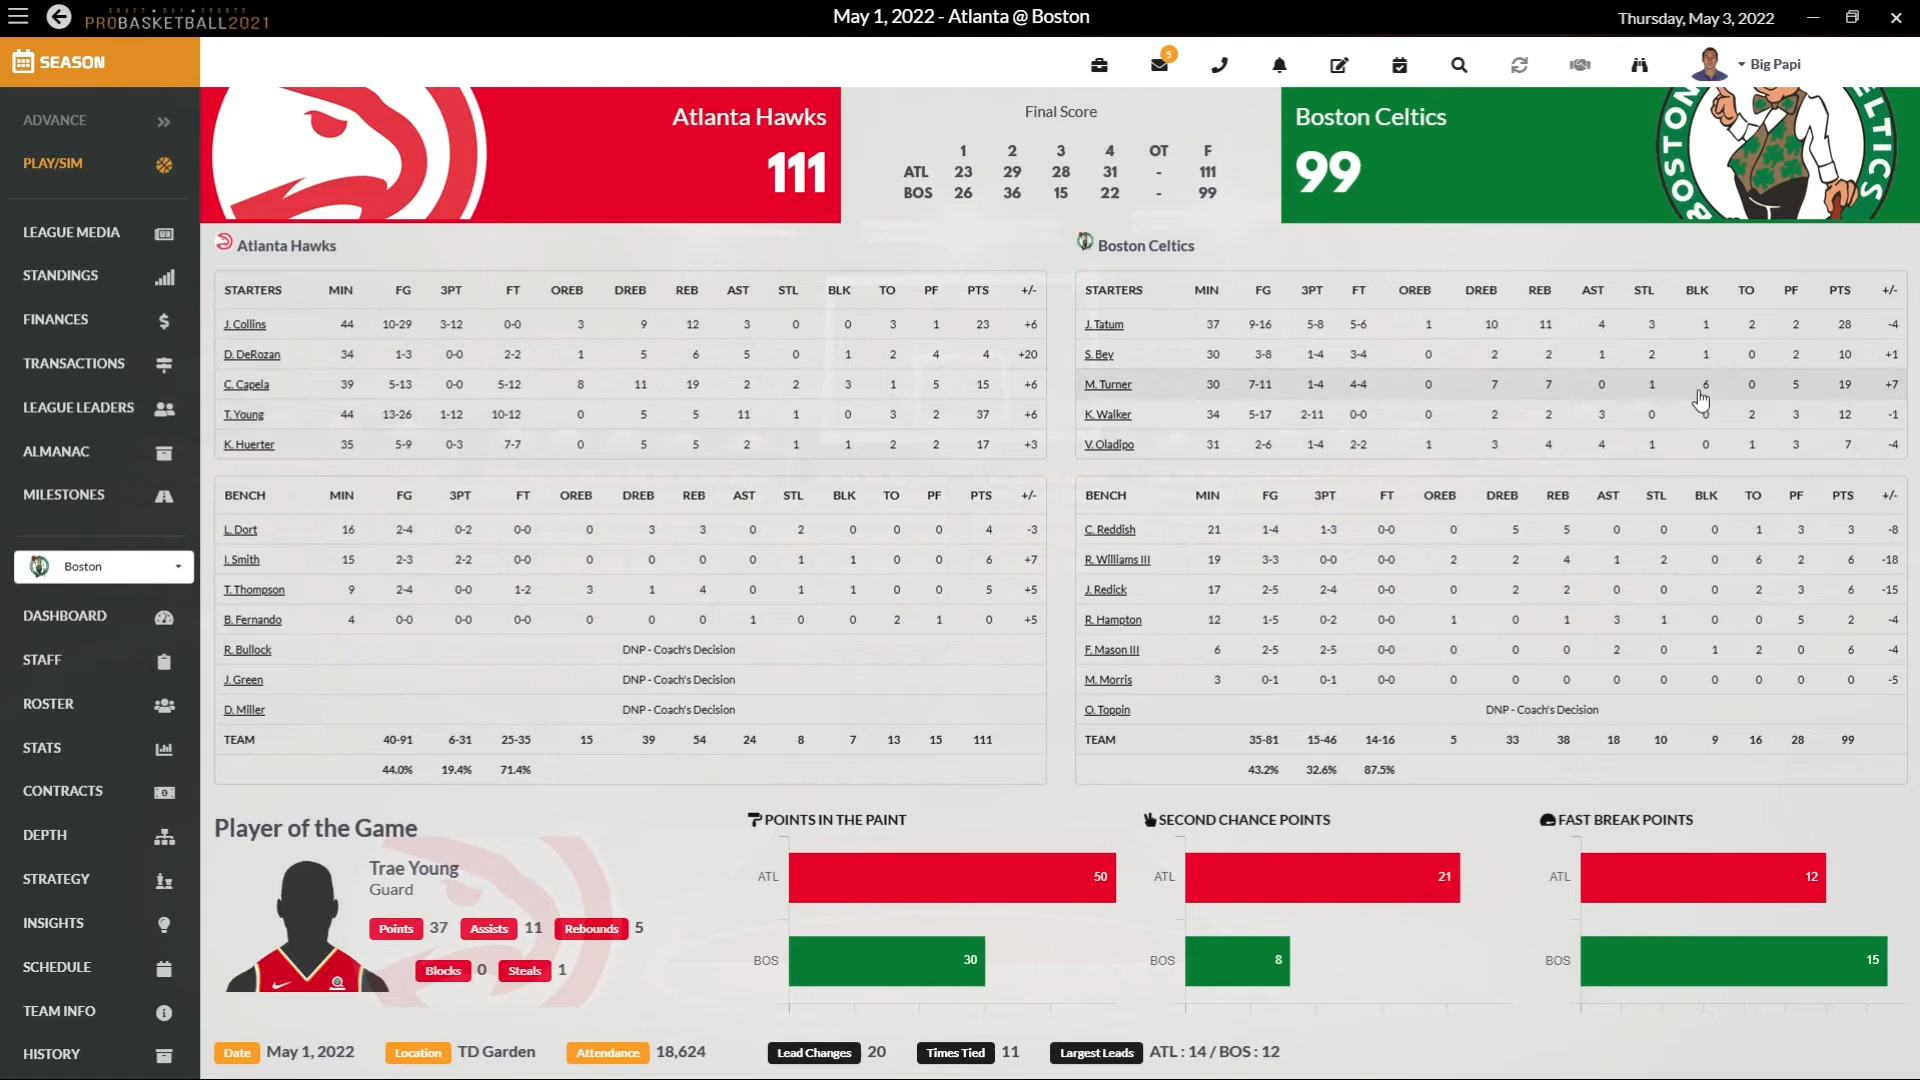 DRAFT DAY SPORTS
PROBASKETBALL2021
May 1, 2022 - Atlanta @ Boston
Thursday, May 3, 2022
SEASON
5
Big Papi
ADVANCE
PLAY/SIM
LEAGUE MEDIA
STANDINGS
FINANCES
TRANSACTIONS
LEAGUE LEADERS
ALMANAC
MILESTONES
Boston
DASHBOARD
STAFF
ROSTER
STATS
CONTRACTS
DEPTH
STRATEGY
INSIGHTS
SCHEDULE
TEAM INFO
HISTORY
Atlanta Hawks
111
Final Score
1 2 3 4 OT F
ATL 23 29 28 31 - 111
BOS 26 36 15 22 - 99
Boston Celtics
99
BOSTON CELTICS
Atlanta Hawks
STARTERS MIN FG 3PT FT OREB DREB REB AST STL BLK TO PF PTS +/-
J. Collins 44 10-29 3-12 0-0 3 9 12 3 0 0 3 1 23 +6
D. DeRozan 34 1-3 0-0 2-2 1 5 6 5 0 1 2 4 4 +20
C. Capela 39 5-13 0-0 5-12 8 11 19 2 2 3 1 5 15 +6
T. Young 44 13-26 1-12 10-12 0 5 5 11 1 0 3 2 37 +6
K. Huerter 35 5-9 0-3 7-7 0 5 5 2 1 1 2 2 17 +3
BENCH MIN FG 3PT FT OREB DREB REB AST STL BLK TO PF PTS +/-
L. Dort 16 2-4 0-2 0-0 0 3 3 0 2 0 0 0 4 -3
I. Smith 15 2-3 2-2 0-0 0 0 0 0 1 1 0 0 6 +7
T. Thompson 9 2-4 0-0 1-2 3 1 4 0 1 1 0 0 5 +5
B. Fernando 4 0-0 0-0 0-0 0 0 0 1 0 0 2 1 0 +5
R. Bullock DNP - Coach's Decision
J. Green DNP - Coach's Decision
D. Miller DNP - Coach's Decision
TEAM 40-91 6-31 25-35 15 39 54 24 8 7 13 15 111
44.0% 19.4% 71.4%
Boston Celtics
STARTERS MIN FG 3PT FT OREB DREB REB AST STL BLK TO PF PTS +/-
J. Tatum 37 9-16 5-8 5-6 1 10 11 4 3 1 2 2 28 -4
S. Bey 30 3-8 1-4 3-4 0 2 2 1 2 1 0 2 10 +1
M. Turner 30 7-11 1-4 4-4 0 7 7 0 1 6 0 5 19 +7
K. Walker 34 5-17 2-11 0-0 0 2 2 3 0 0 2 3 12 -1
V. Oladipo 31 2-6 1-4 2-2 1 3 4 4 1 0 1 3 7 -4
BENCH MIN FG 3PT FT OREB DREB REB AST STL BLK TO PF PTS +/-
C. Reddish 21 1-4 1-3 0-0 0 5 5 0 0 0 1 3 3 -8
R. Williams III 19 3-3 0-0 0-0 2 2 4 1 2 0 6 2 6 -18
J. Redick 17 2-5 2-4 0-0 0 2 2 0 0 0 2 3 6 -15
R. Hampton 12 1-5 0-2 0-0 1 0 1 3 1 0 0 5 2 -4
F. Mason III 6 2-5 2-5 0-0 0 0 0 2 0 1 2 0 6 -4
M. Morris 3 0-1 0-1 0-0 0 0 0 0 0 0 0 0 0 -5
O. Toppin DNP - Coach's Decision
TEAM 35-81 15-46 14-16 5 33 38 18 10 9 16 28 99
43.2% 32.6% 87.5%
Player of the Game
Trae Young
Guard
Points 37 Assists 11 Rebounds 5
Blocks 0 Steals 1
POINTS IN THE PAINT
ATL 50
BOS 30
SECOND CHANCE POINTS
ATL 21
BOS 8
FAST BREAK POINTS
ATL 12
BOS 15
Date May 1, 2022 Location TD Garden Attendance 18,624 Lead Changes 20 Times Tied 11 Largest Leads ATL : 14 / BOS : 12